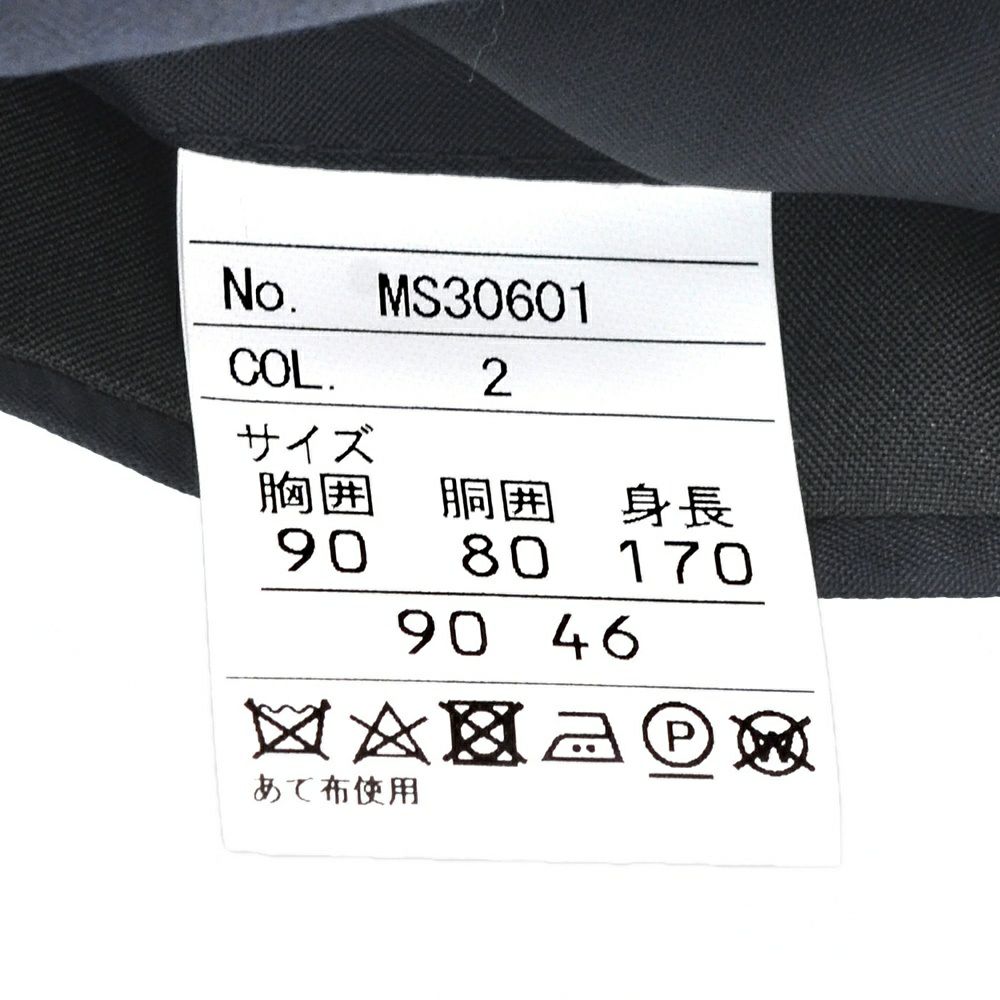 No. MS30601
COL. 2
サイズ
胸囲 胴囲 身長
90 80 170
90 46
P W
あて布使用